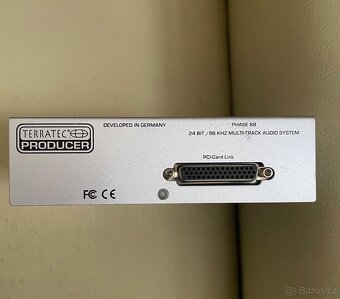 TERRATEC
PRODUCER
DEVELOPED IN GERMANY
PHASE 88
24 BIT / 96 KHZ MULTI-TRACK AUDIO SYSTEM
PCI-Card Link
FC CE
Bazos.cz